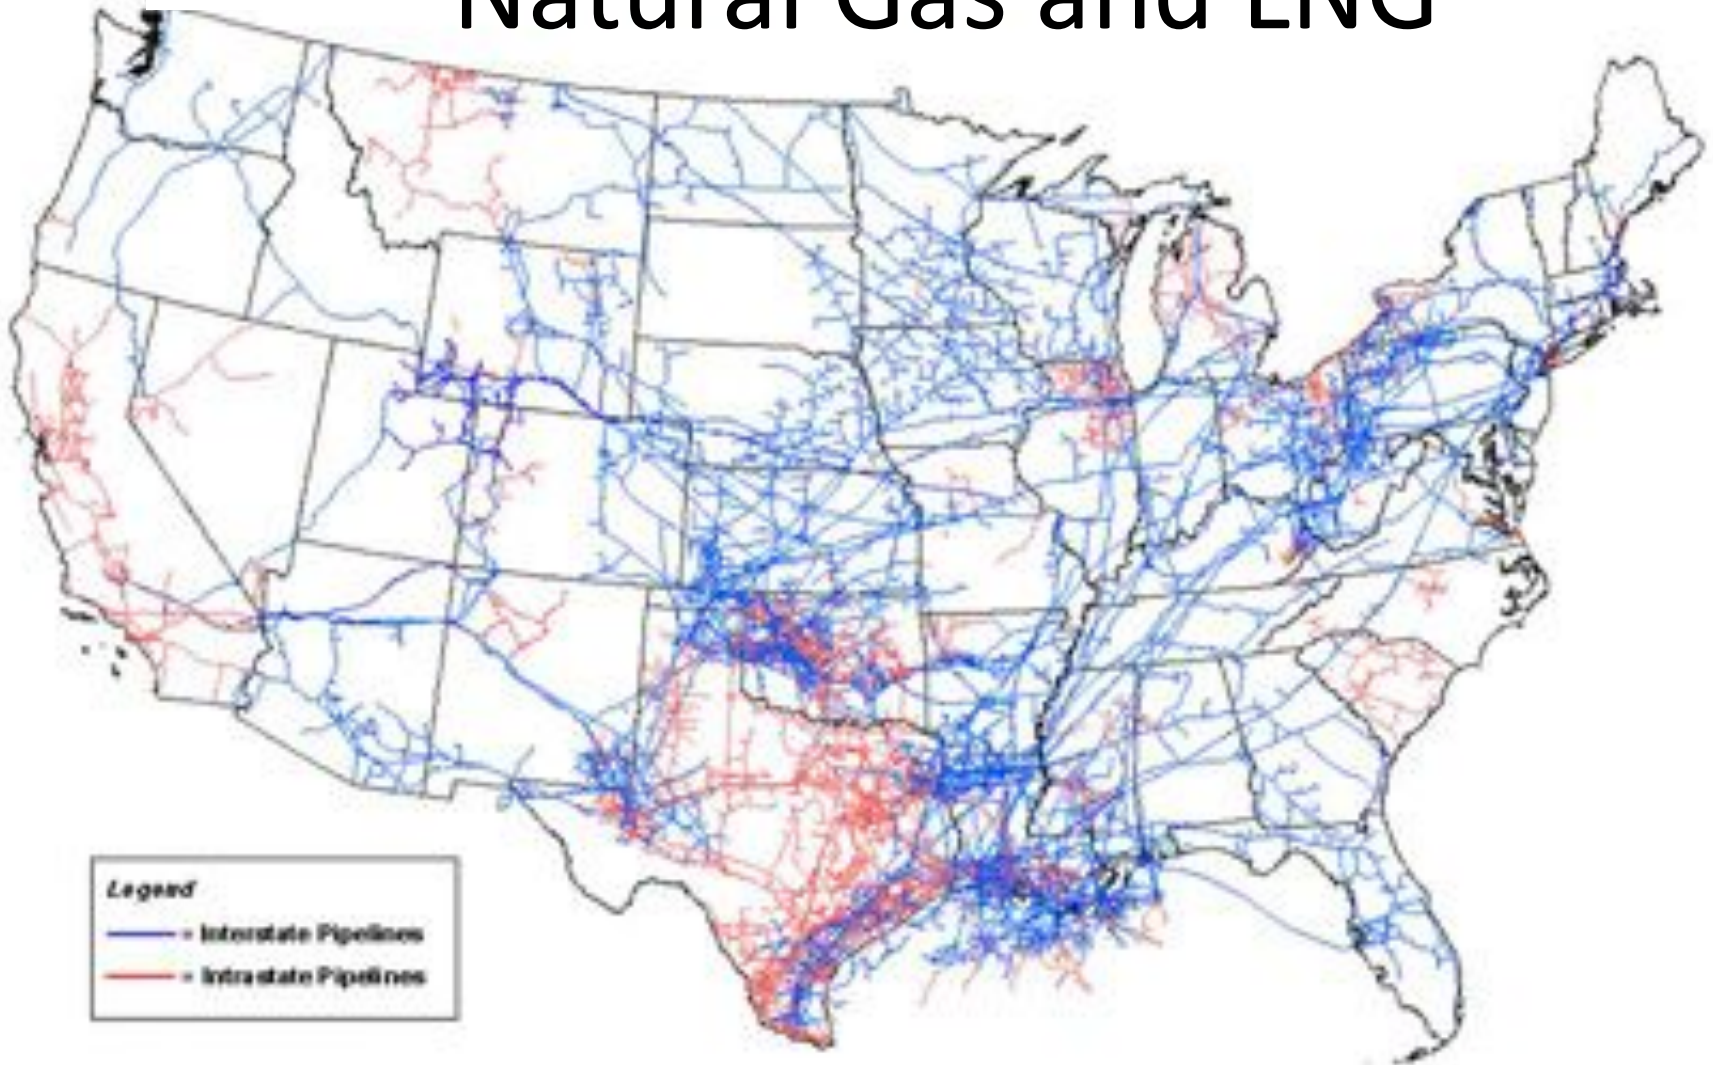 Natural Gas and LNG
Legend
= Interstate Pipelines
= Intrastate Pipelines